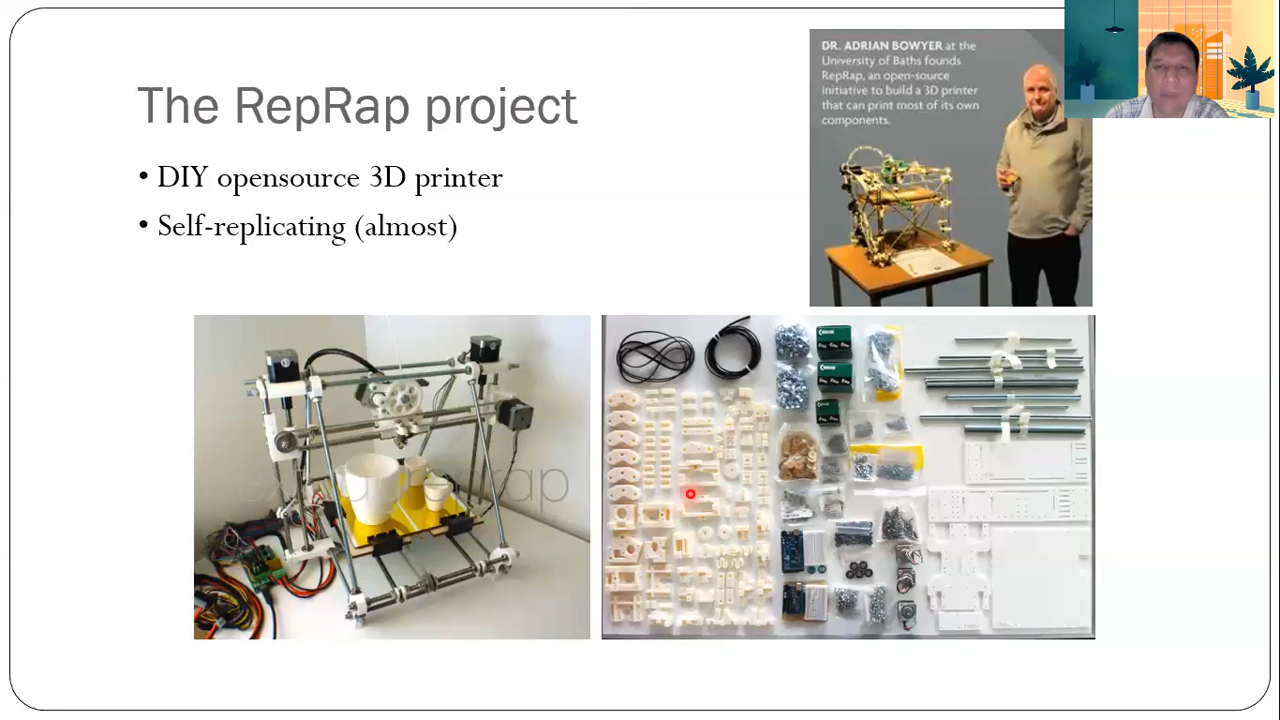 The RepRap project
• DIY opensource 3D printer
• Self-replicating (almost)
DR. ADRIAN BOWYER at the
University of Baths founds
RepRap, an open-source
initiative to build a 3D printer
that can print most of its own
components.